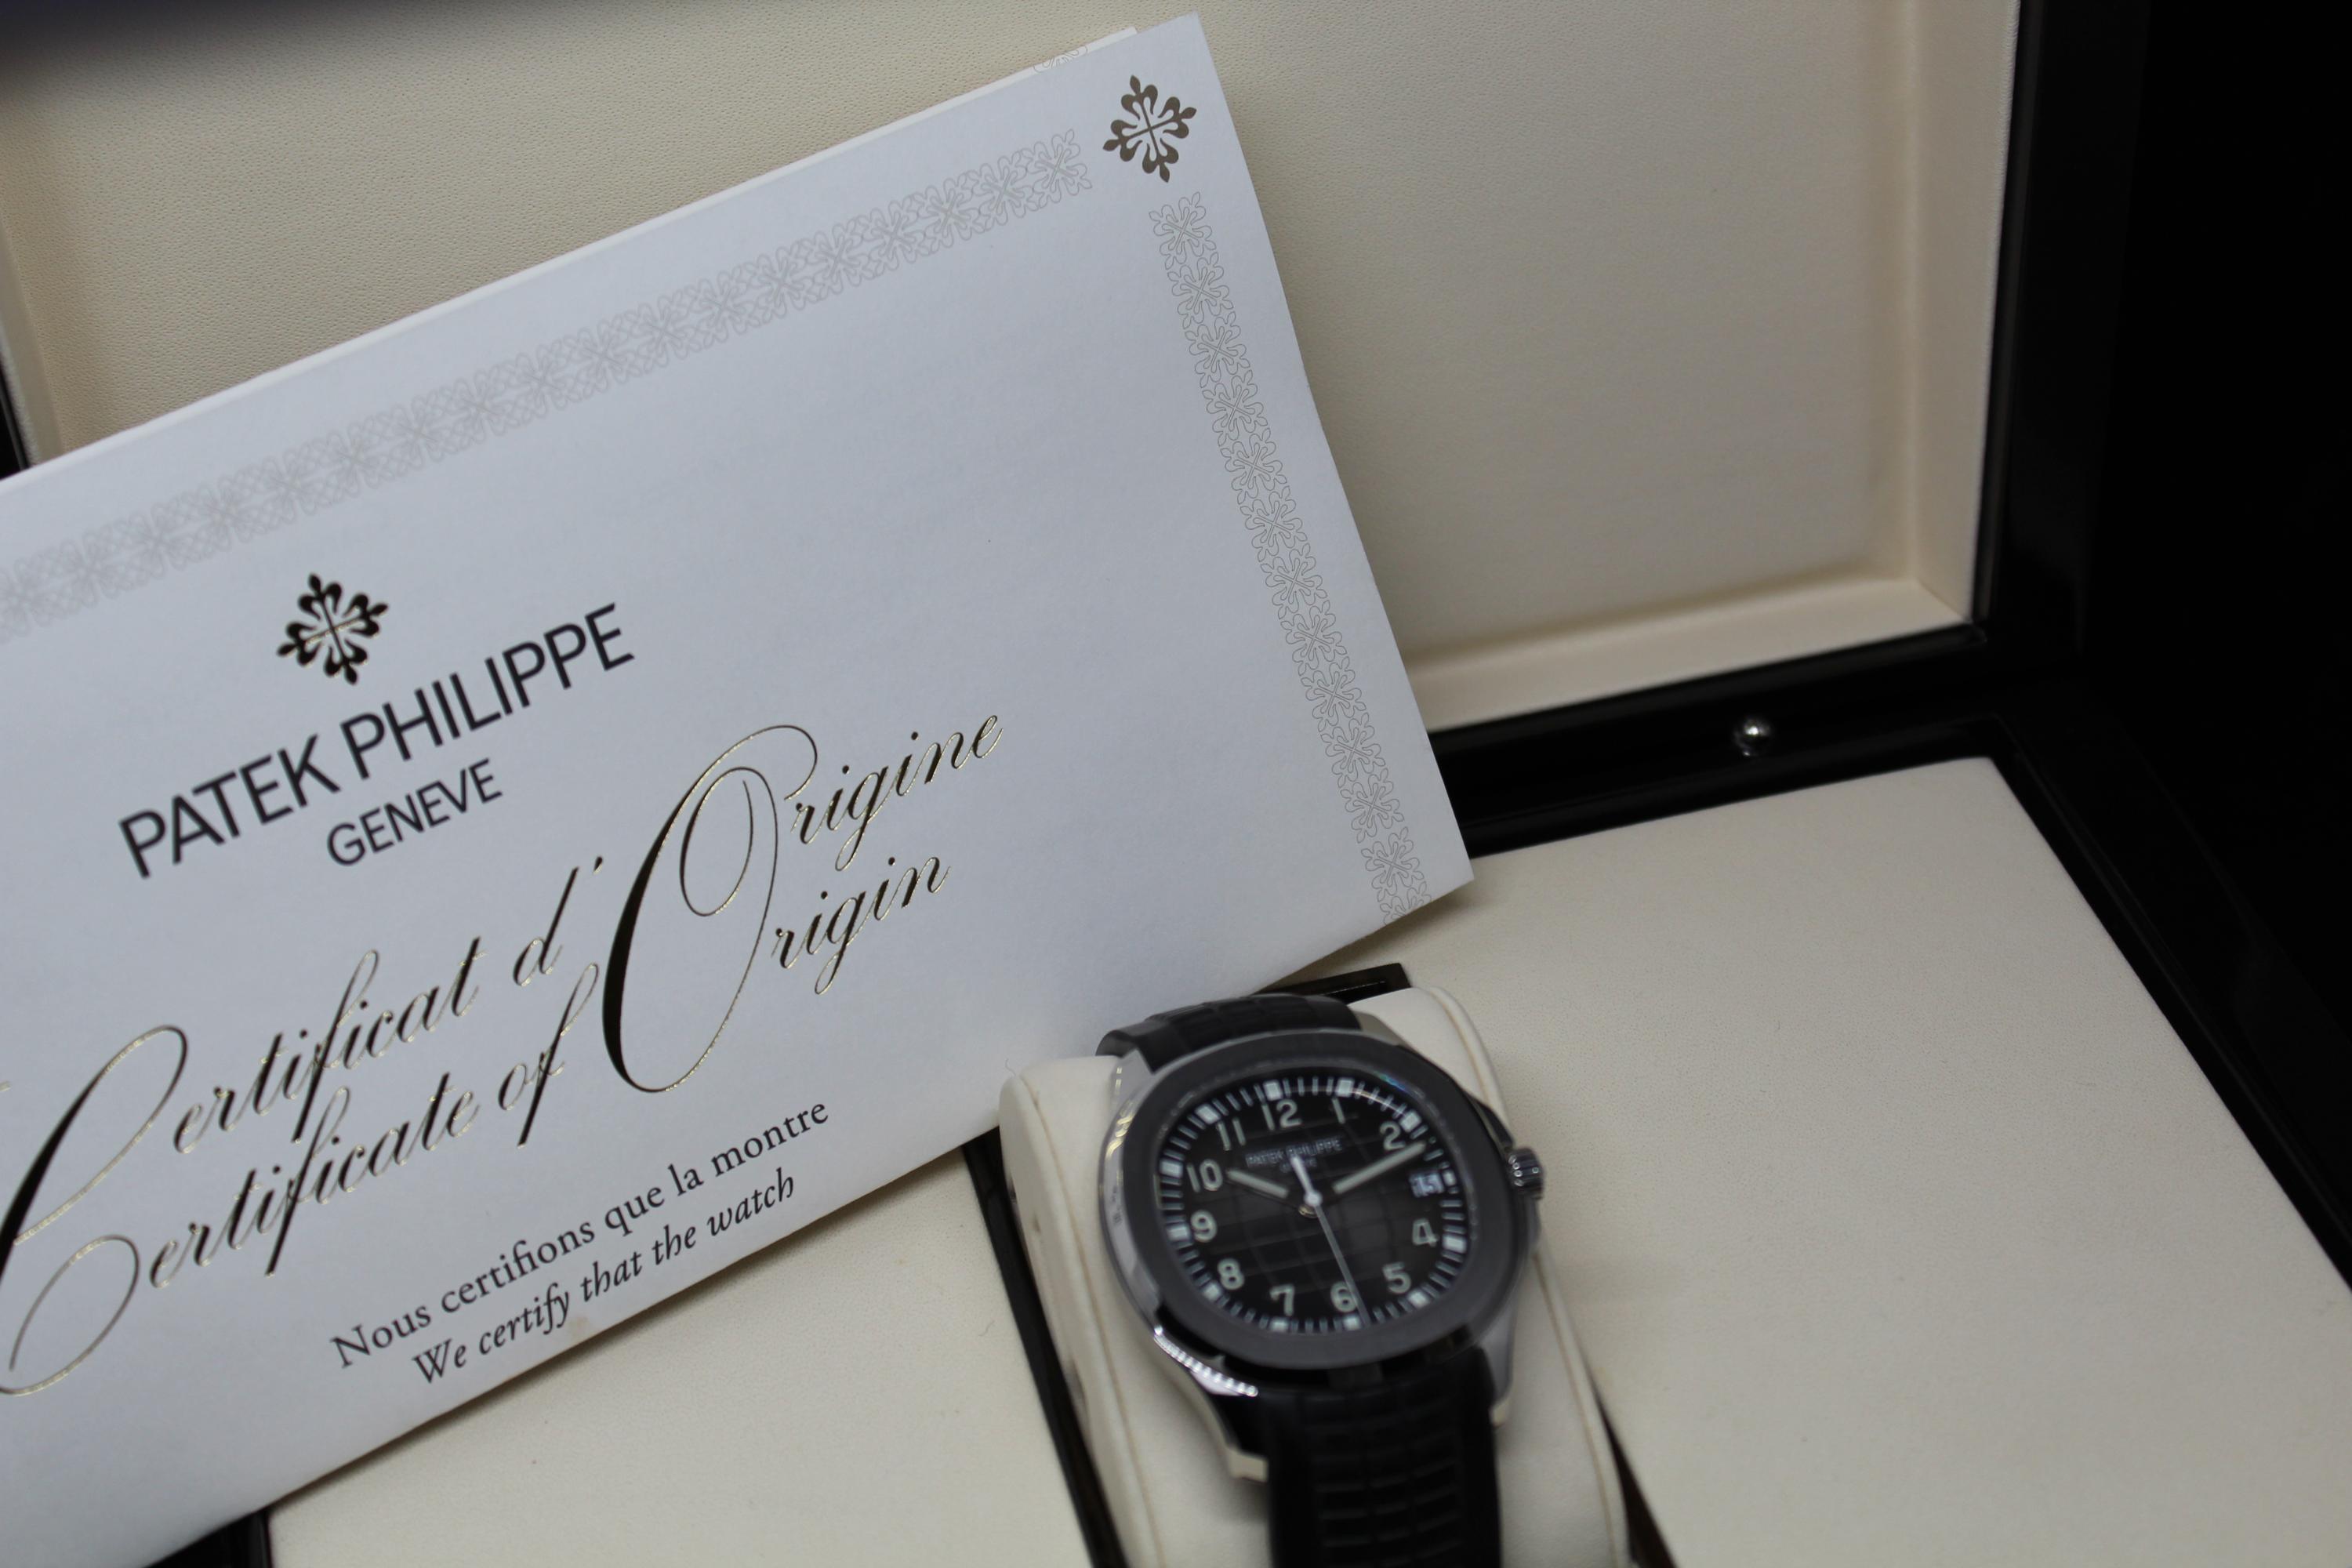 PATEK PHILIPPE
GENEVE
Certificat d'Origine
Certificate of Origin
Nous certifions que la montre
We certify that the watch
PATEK PHILIPPE
12
1
2
4
5
6
7
8
9
10
11